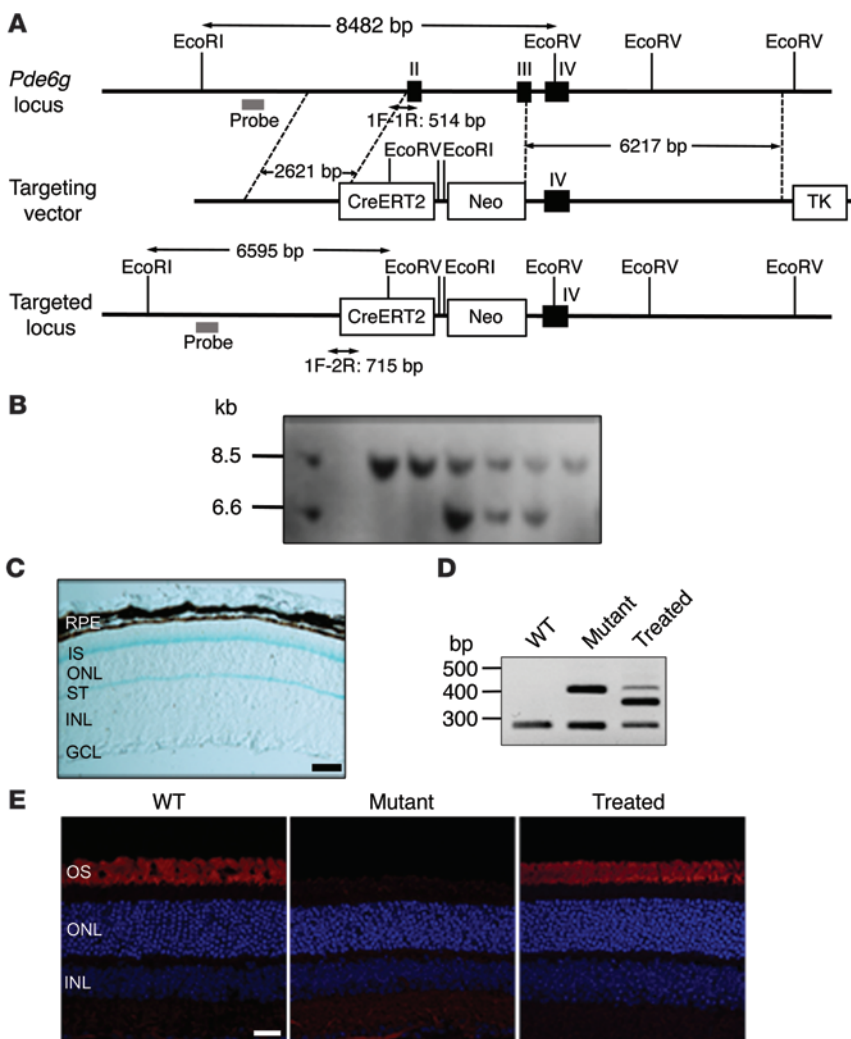 A
8482 bp
EcoRI
EcoRV
EcoRV
EcoRV
Pde6g
locus
II
III
IV
Probe
1F-1R: 514 bp
EcoRV
EcoRI
2621 bp
6217 bp
Targeting
vector
CreERT2
Neo
IV
TK
6595 bp
EcoRI
EcoRV
EcoRI
EcoRV
EcoRV
EcoRV
Targeted
locus
CreERT2
Neo
IV
Probe
1F-2R: 715 bp
B
kb
8.5
6.6
C
RPE
IS
ONL
ST
INL
GCL
D
bp
WT
Mutant
Treated
500
400
300
E
WT
Mutant
Treated
OS
ONL
INL